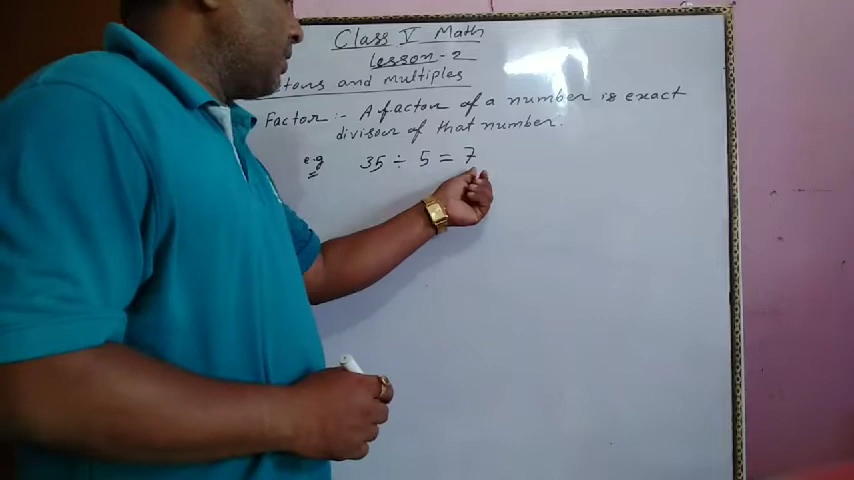 Class V Math
Lesson-2
tors and Multiples
Factor :- A factor of a number is exact
divisor of that number.
e.g 35 ÷ 5 = 7